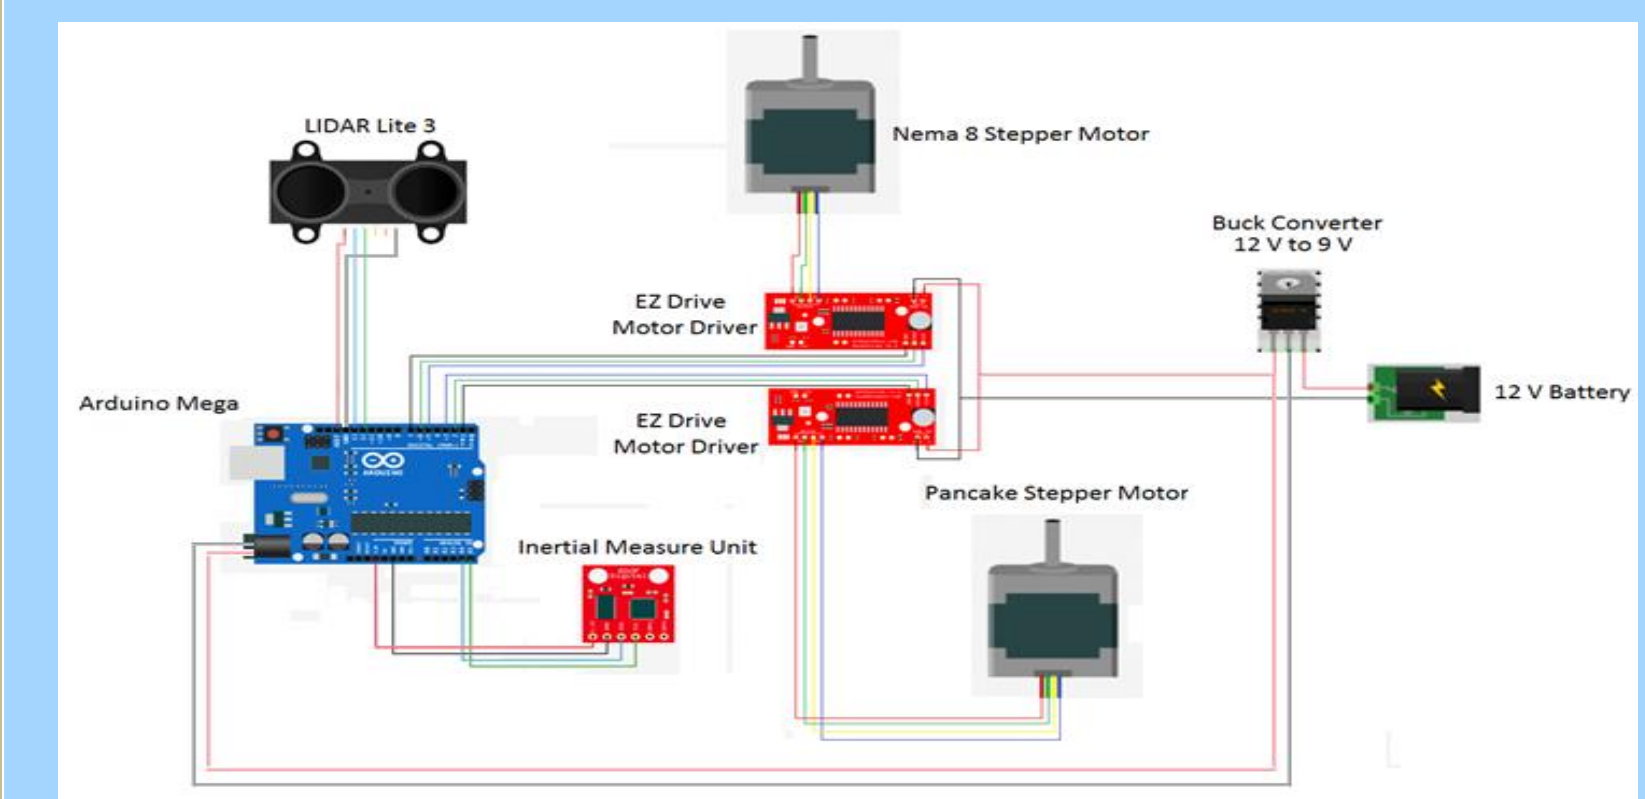 LIDAR Lite 3
Nema 8 Stepper Motor
Buck Converter
12 V to 9 V
EZ Drive
Motor Driver
12 V Battery
Arduino Mega
EZ Drive
Motor Driver
ARDUINO
Pancake Stepper Motor
Inertial Measure Unit